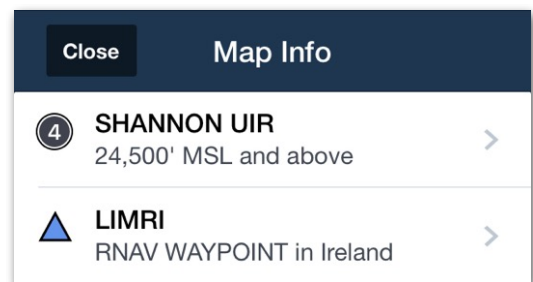 Close
Map Info
4
SHANNON UIR
24,500' MSL and above
LIMRI
RNAV WAYPOINT in Ireland